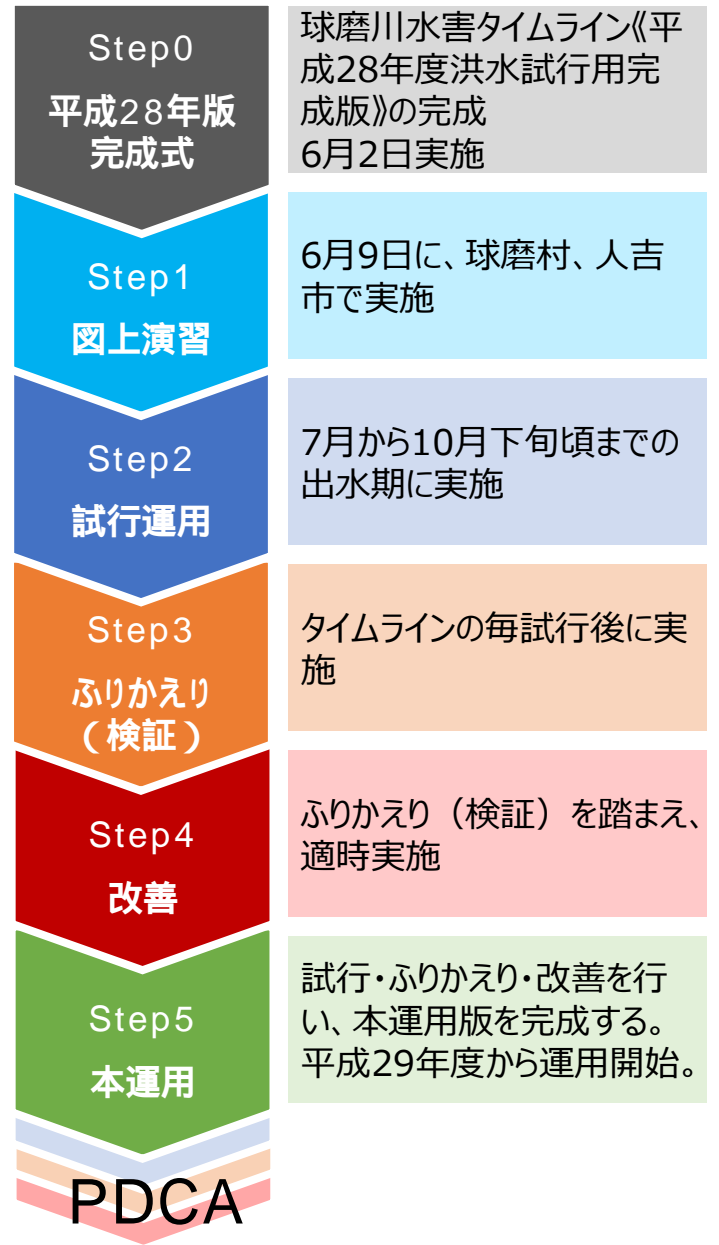 Step0
平成28年版
完成式
球磨川水害タイムライン《平
成28年度洪水試行用完
成版》の完成
6月2日実施
Step1
図上演習
6月9日に、球磨村、人吉
市で実施
Step2
試行運用
7月から10月下旬頃までの
出水期に実施
Step3
ふりかえり
(検証)
タイムラインの毎試行後に実
施
Step4
改善
ふりかえり（検証）を踏まえ、
適時実施
Step5
本運用
試行・ふりかえり・改善を行
い、本運用版を完成する。
平成29年度から運用開始。
PDCA